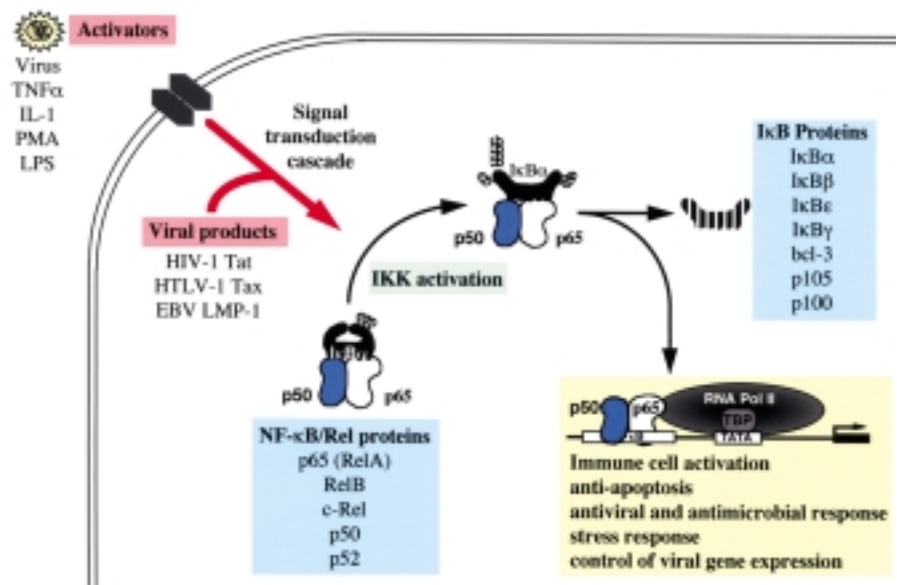 Activators
Virus
TNFα
IL-1
PMA
LPS
Signal
transduction
cascade
Viral products
HIV-1 Tat
HTLV-1 Tax
EBV LMP-1
IKK activation
IκBα
p50
p65
IκB Proteins
IκBα
IκBβ
IκBε
IκBγ
bcl-3
p105
p100
p50
p65
NF-κB/Rel proteins
p65 (RelA)
RelB
c-Rel
p50
p52
p50
p65
RNA Pol II
TBP
κB
TATA
Immune cell activation
anti-apoptosis
antiviral and antimicrobial response
stress response
control of viral gene expression